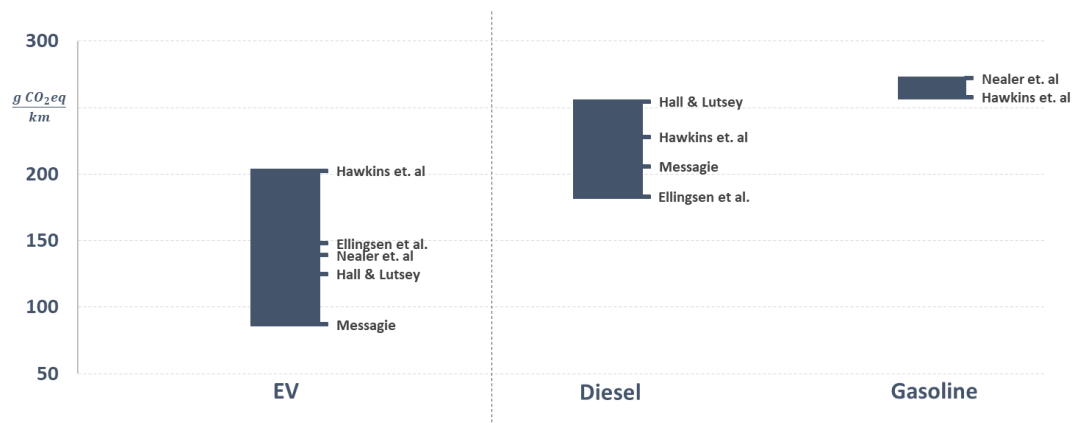 300
g CO₂eq
km
200
150
100
50
Hawkins et. al
Ellingsen et al.
Nealer et. al
Hall & Lutsey
Messagie
Hall & Lutsey
Hawkins et. al
Messagie
Ellingsen et al.
Nealer et. al
Hawkins et. al
EV
Diesel
Gasoline